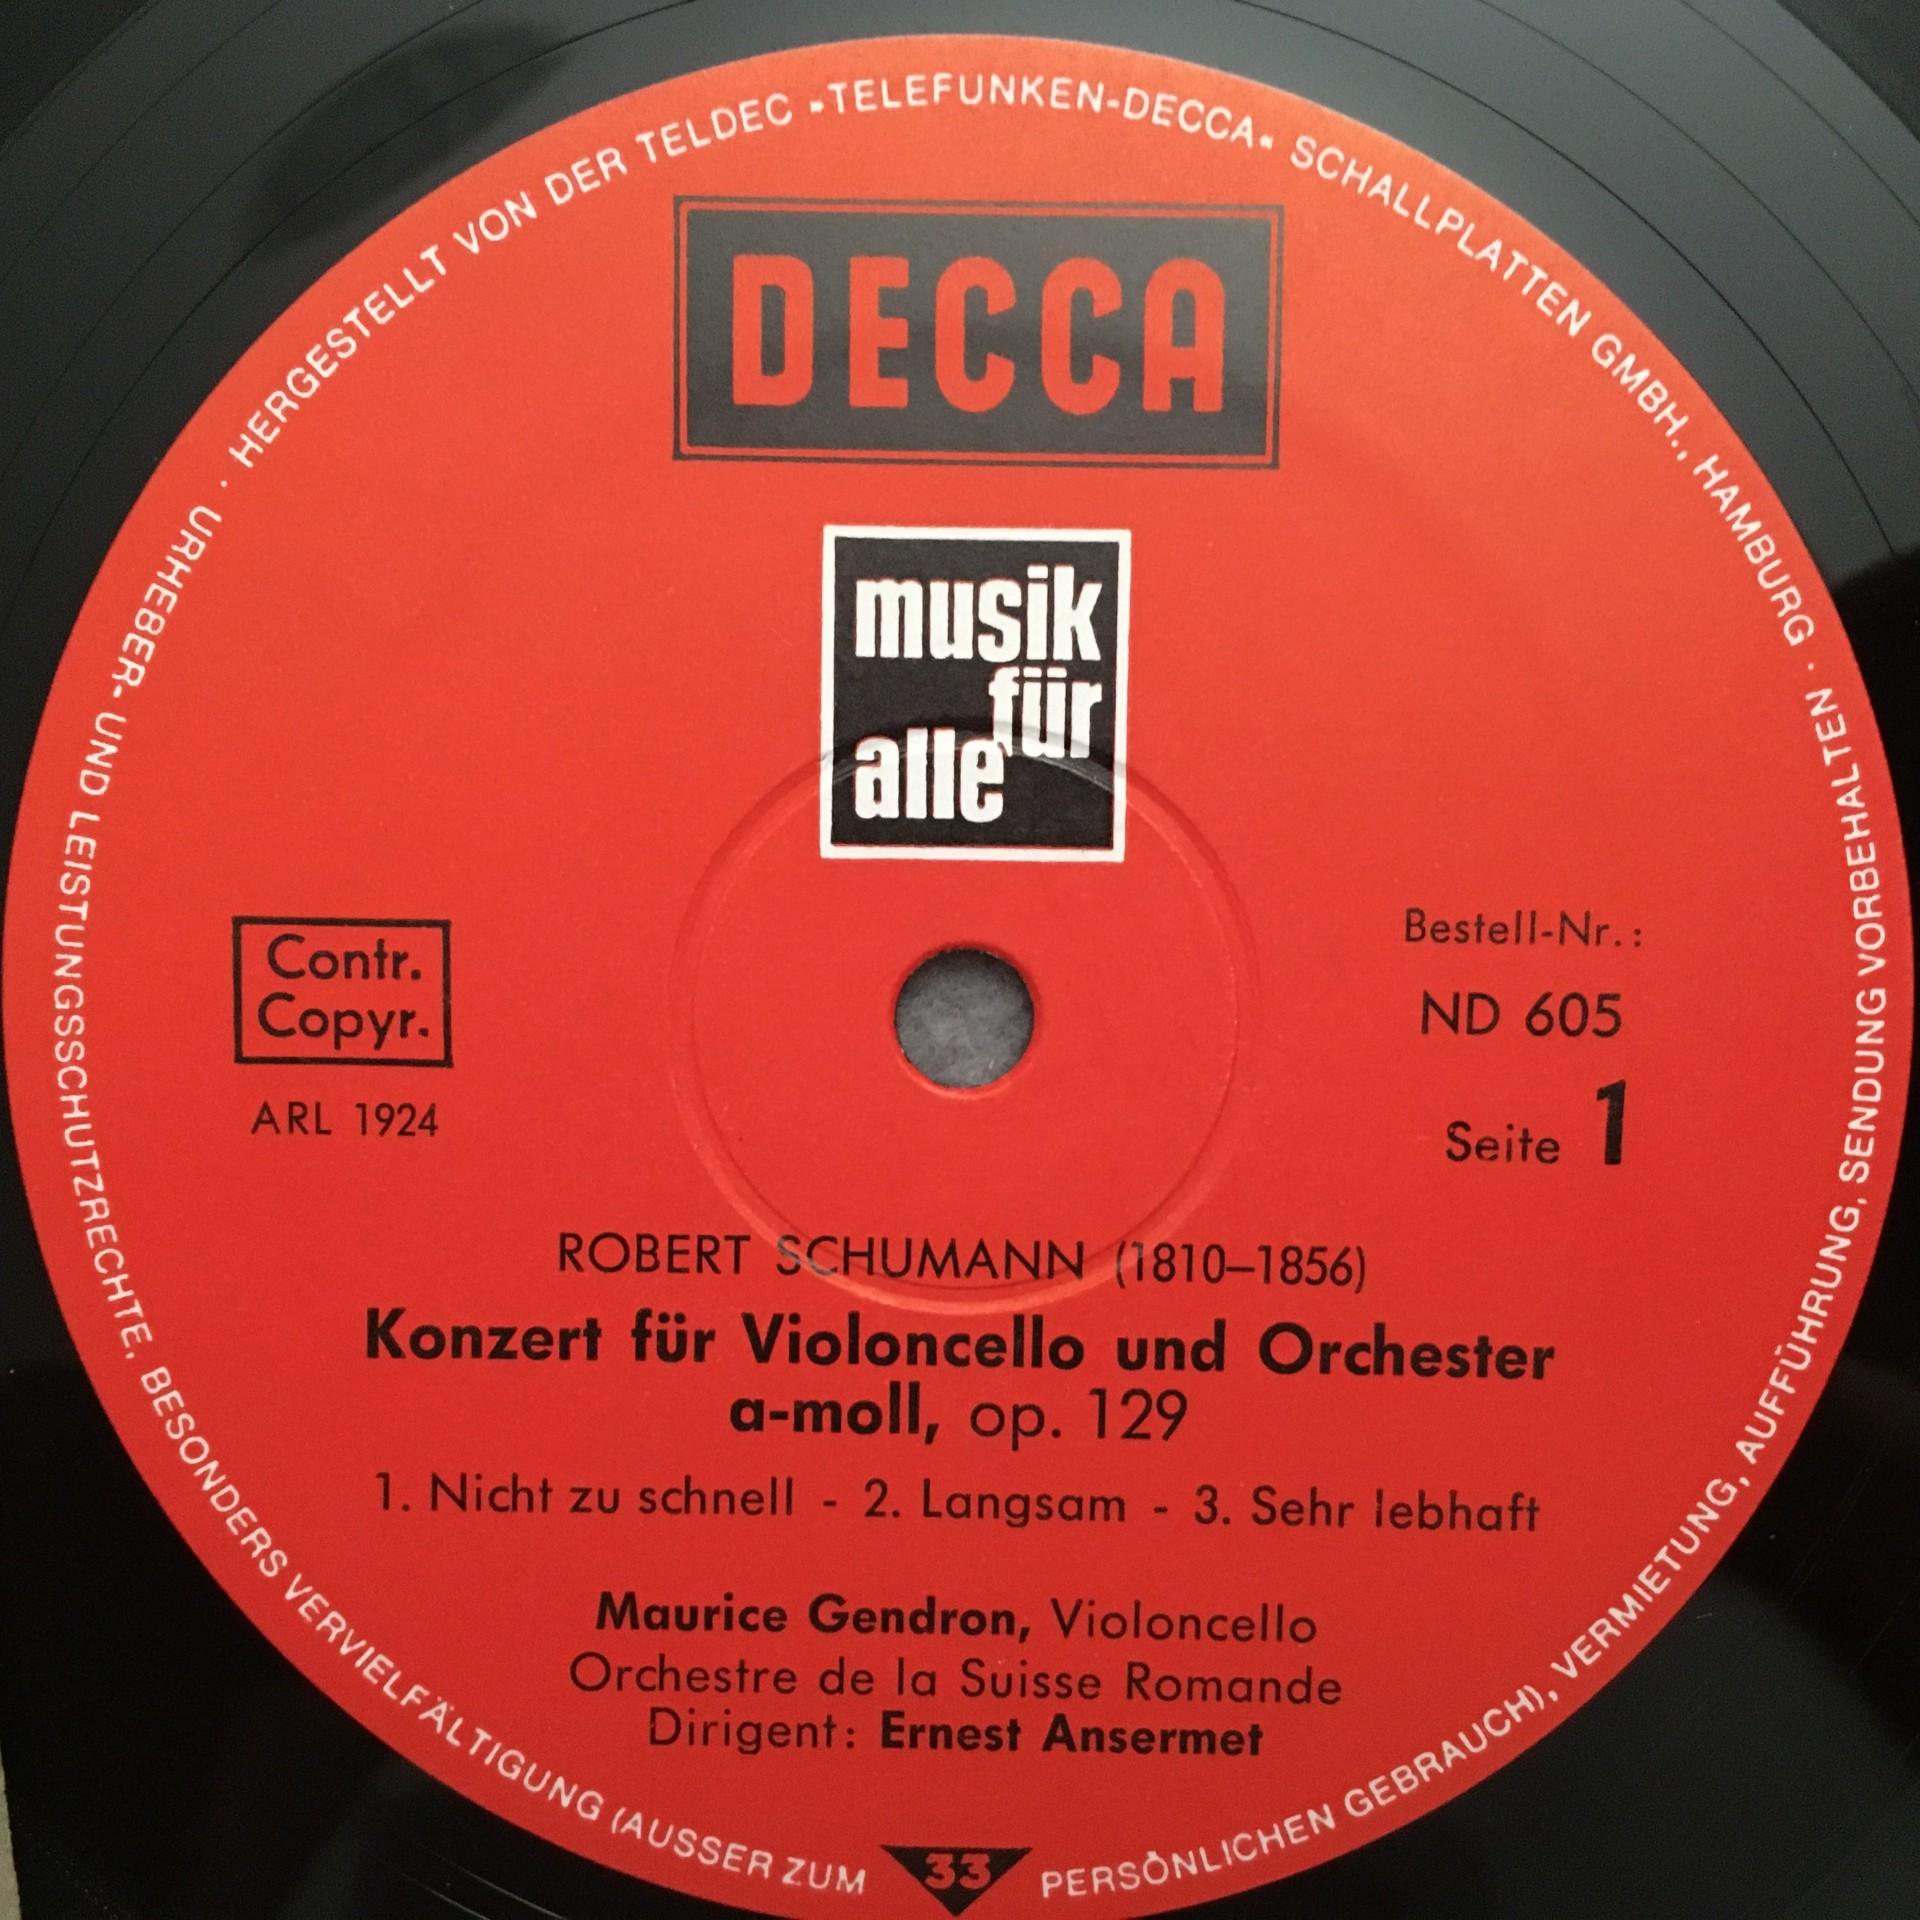 HERGESTELLT VON DER TELDEC »TELEFUNKEN-DECCA« SCHALLPLATTEN GMBH., HAMBURG · URHEBER- UND LEISTUNGSSCHUTZRECHTE, BESONDERS VERVIELFÄLTIGUNG (AUSSER ZUM PERSÖNLICHEN GEBRAUCH), VERMIETUNG, AUFFÜHRUNG, SENDUNG VORBEHALTEN ·
DECCA
musik
für
alle
Contr.
Copyr.
ARL 1924
Bestell-Nr.:
ND 605
Seite 1
ROBERT SCHUMANN (1810–1856)
Konzert für Violoncello und Orchester
a-moll, op. 129
1. Nicht zu schnell - 2. Langsam - 3. Sehr lebhaft
Maurice Gendron, Violoncello
Orchestre de la Suisse Romande
Dirigent: Ernest Ansermet
33